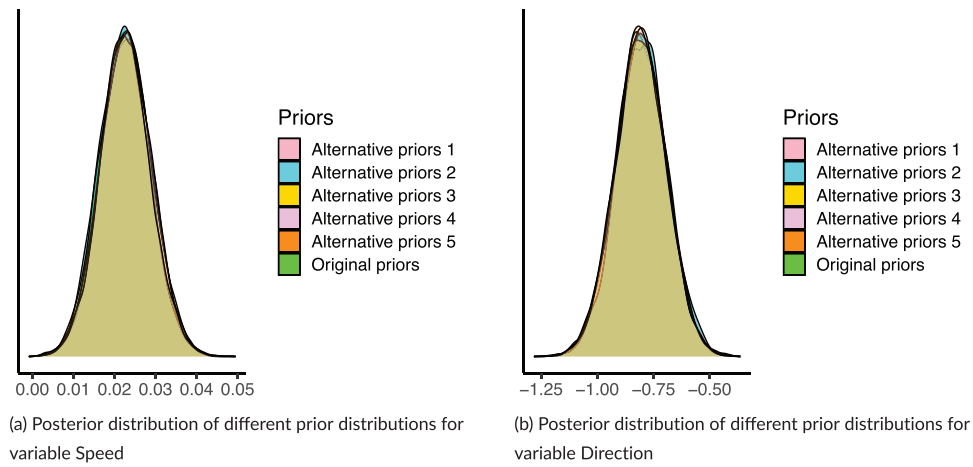 Priors
Alternative priors 1
Alternative priors 2
Alternative priors 3
Alternative priors 4
Alternative priors 5
Original priors
0.00 0.01 0.02 0.03 0.04 0.05
(a) Posterior distribution of different prior distributions for
variable Speed
Priors
Alternative priors 1
Alternative priors 2
Alternative priors 3
Alternative priors 4
Alternative priors 5
Original priors
−1.25 −1.00 −0.75 −0.50
(b) Posterior distribution of different prior distributions for
variable Direction